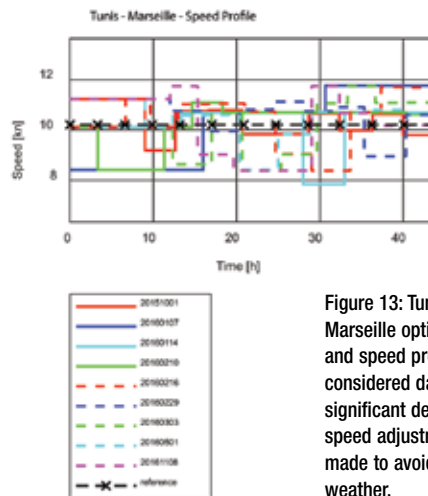 Tunis - Marseille - Speed Profile
12
10
8
Speed [kn]
0 10 20 30 40
Time [h]
20151001
20160107
20160114
20160210
20160216
20160229
20160303
20160801
20161108
reference
Figure 13: Tun
Marseille opti
and speed pr
considered da
significant de
speed adjustm
made to avoid
weather.